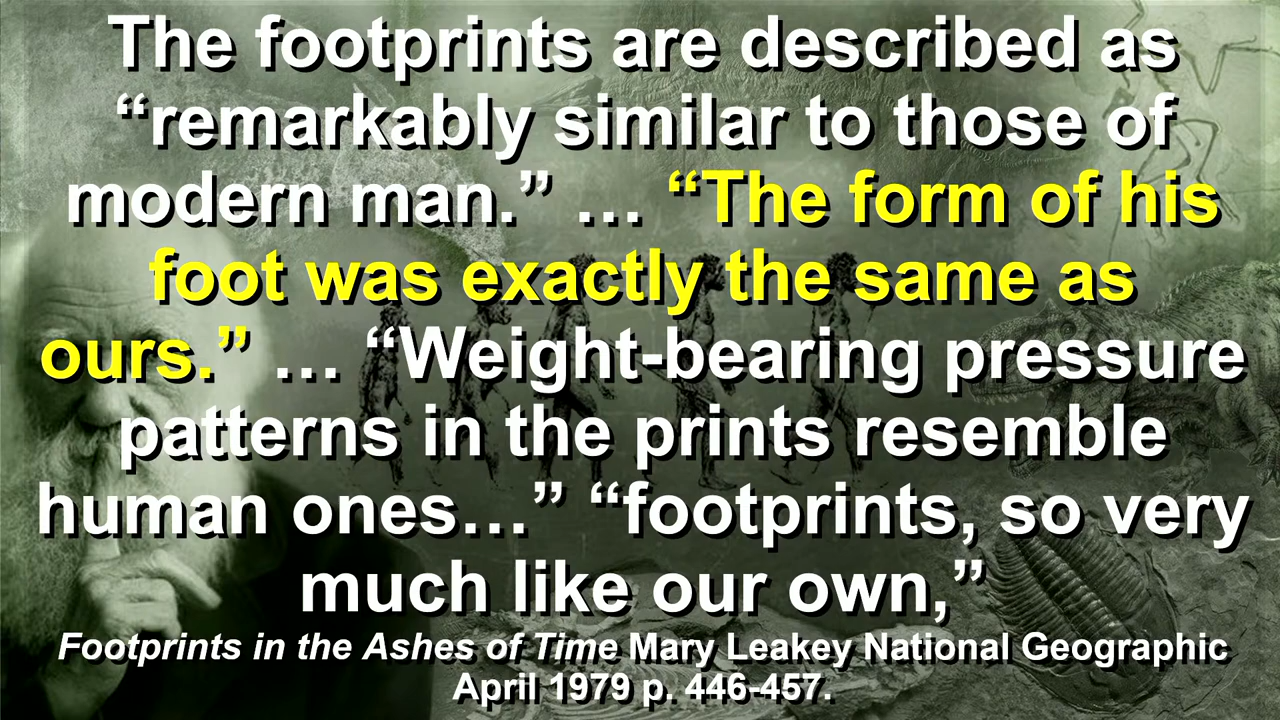 The footprints are described as
“remarkably similar to those of
modern man.” … “The form of his
foot was exactly the same as
ours.” … “Weight-bearing pressure
patterns in the prints resemble
human ones…” “footprints, so very
much like our own,”
Footprints in the Ashes of Time Mary Leakey National Geographic
April 1979 p. 446-457.